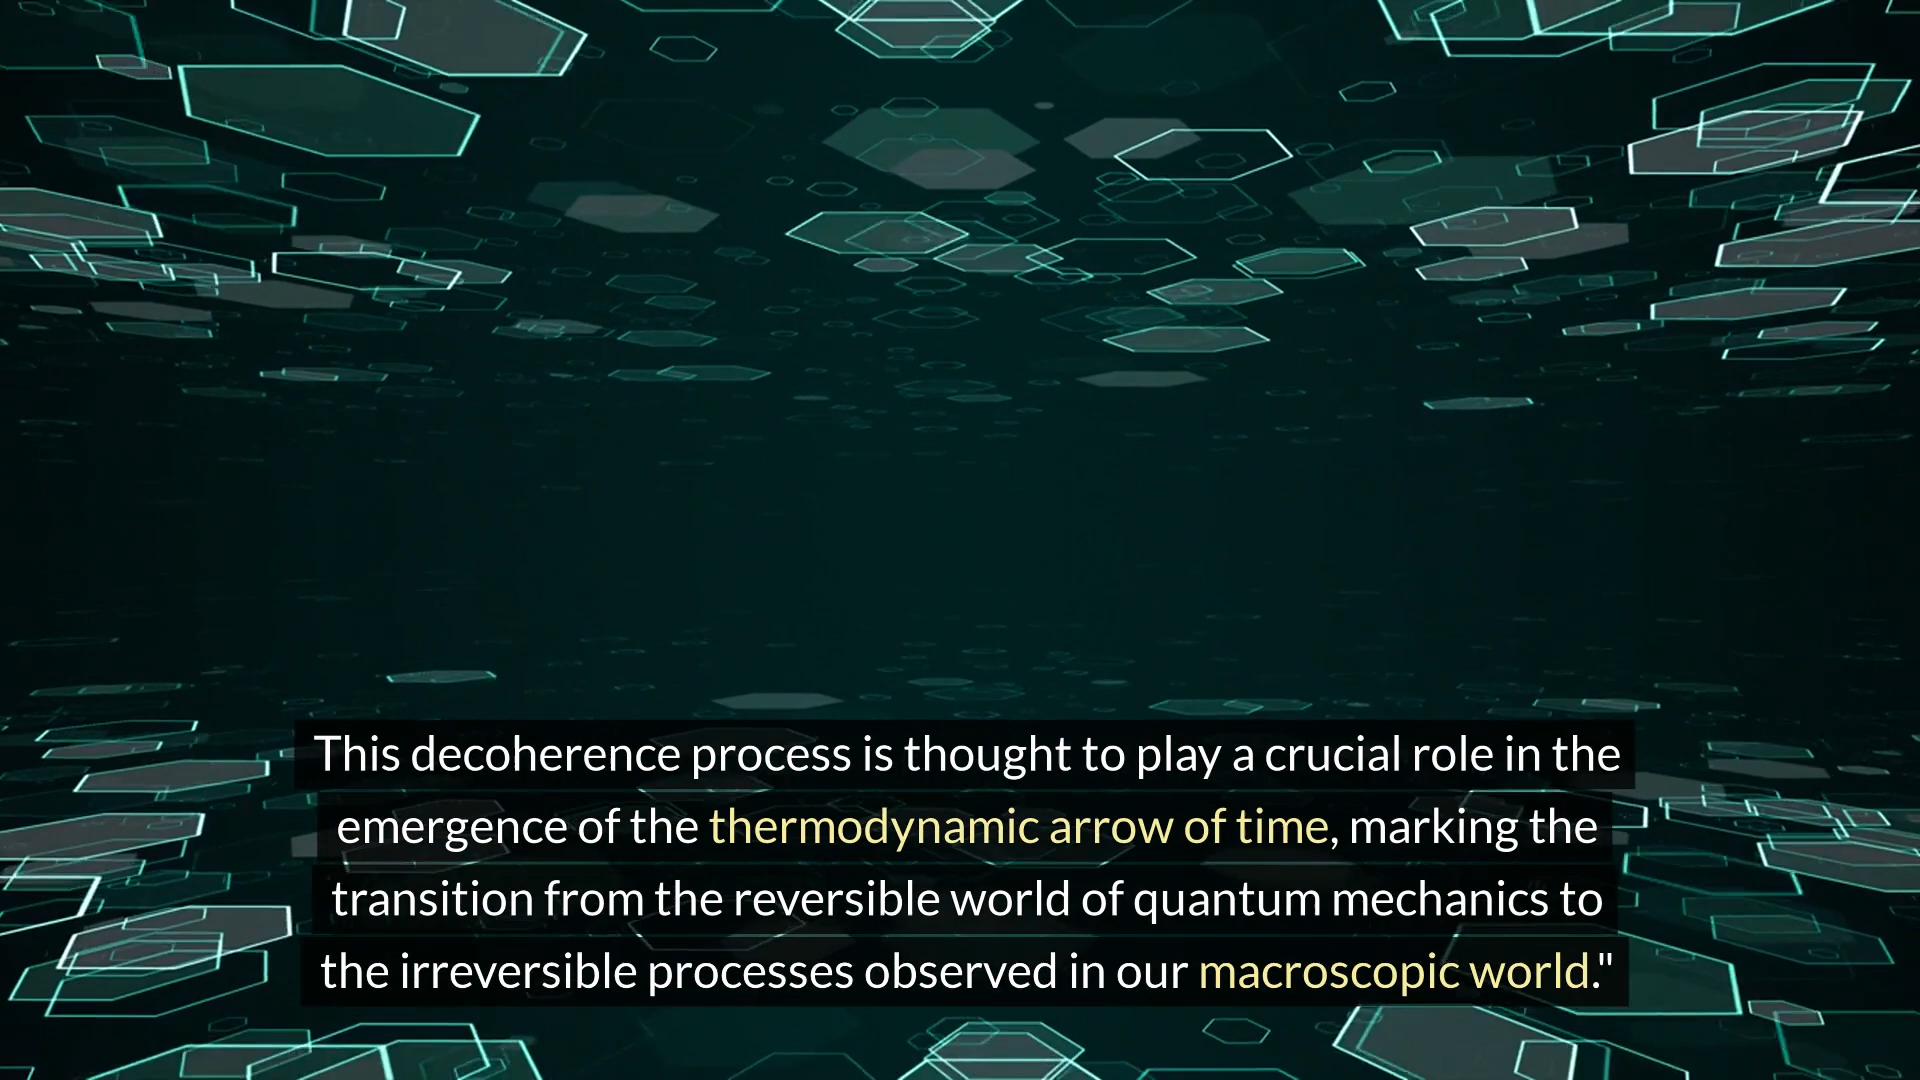 This decoherence process is thought to play a crucial role in the
emergence of the thermodynamic arrow of time, marking the
transition from the reversible world of quantum mechanics to
the irreversible processes observed in our macroscopic world."